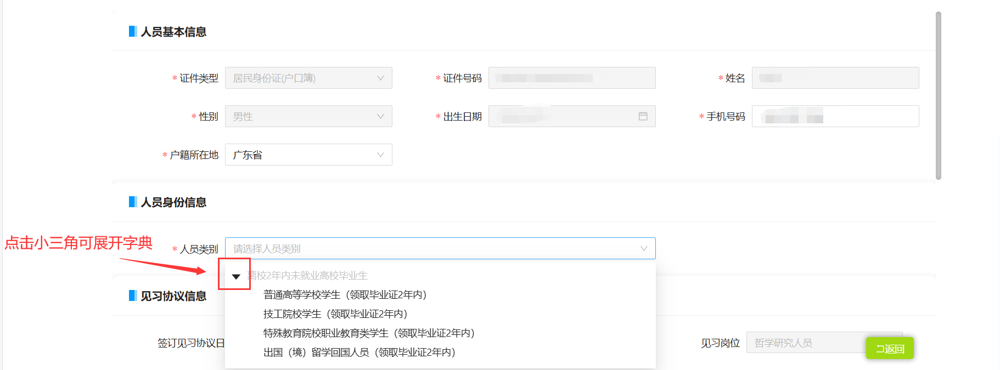 人员基本信息
* 证件类型 居民身份证(户口簿) * 证件号码 * 姓名
* 性别 男性 * 出生日期 * 手机号码
* 户籍所在地 广东省
人员身份信息
点击小三角可展开字典
* 人员类别 请选择人员类别
离校2年内未就业高校毕业生
普通高等学校学生（领取毕业证2年内）
见习协议信息
技工院校学生（领取毕业证2年内）
特殊教育院校职业教育类学生（领取毕业证2年内）
签订见习协议日 见习岗位 哲学研究人员
返回
出国（境）留学回国人员（领取毕业证2年内）